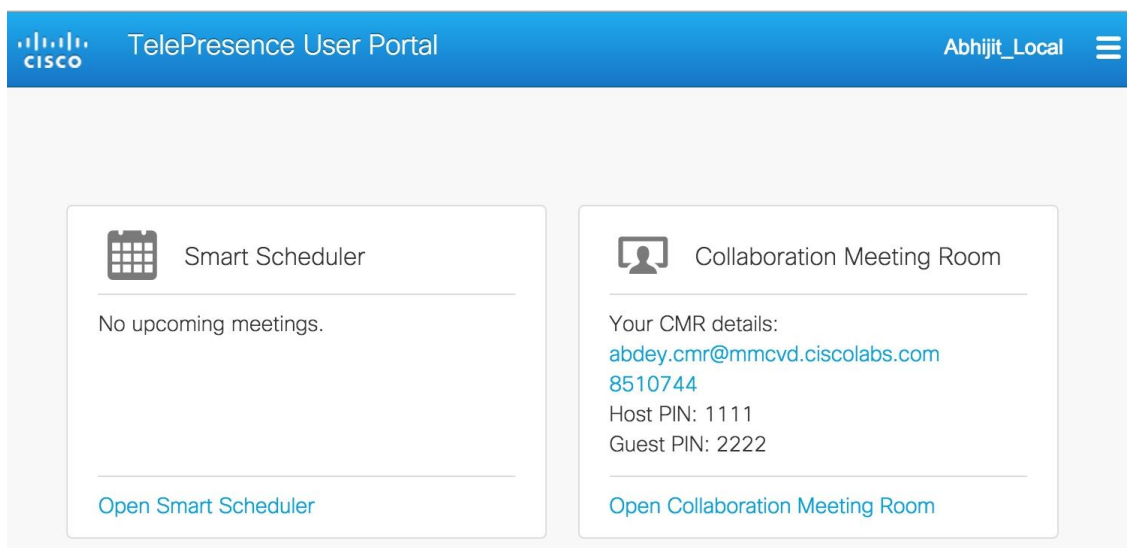 CISCO
TelePresence User Portal
Abhijit_Local
Smart Scheduler
No upcoming meetings.
Open Smart Scheduler
Collaboration Meeting Room
Your CMR details:
abdey.cmr@mmcvd.ciscolabs.com
8510744
Host PIN: 1111
Guest PIN: 2222
Open Collaboration Meeting Room